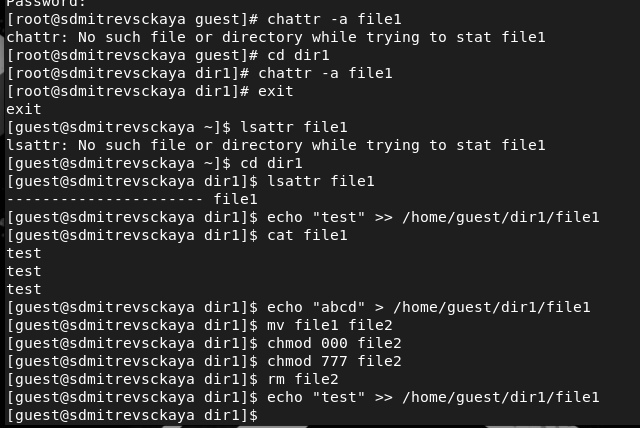 Password:
[root@sdmitrevsckaya guest]# chattr -a file1
chattr: No such file or directory while trying to stat file1
[root@sdmitrevsckaya guest]# cd dir1
[root@sdmitrevsckaya dir1]# chattr -a file1
[root@sdmitrevsckaya dir1]# exit
exit
[guest@sdmitrevsckaya ~]$ lsattr file1
lsattr: No such file or directory while trying to stat file1
[guest@sdmitrevsckaya ~]$ cd dir1
[guest@sdmitrevsckaya dir1]$ lsattr file1
---------------------- file1
[guest@sdmitrevsckaya dir1]$ echo "test" >> /home/guest/dir1/file1
[guest@sdmitrevsckaya dir1]$ cat file1
test
test
test
[guest@sdmitrevsckaya dir1]$ echo "abcd" > /home/guest/dir1/file1
[guest@sdmitrevsckaya dir1]$ mv file1 file2
[guest@sdmitrevsckaya dir1]$ chmod 000 file2
[guest@sdmitrevsckaya dir1]$ chmod 777 file2
[guest@sdmitrevsckaya dir1]$ rm file2
[guest@sdmitrevsckaya dir1]$ echo "test" >> /home/guest/dir1/file1
[guest@sdmitrevsckaya dir1]$